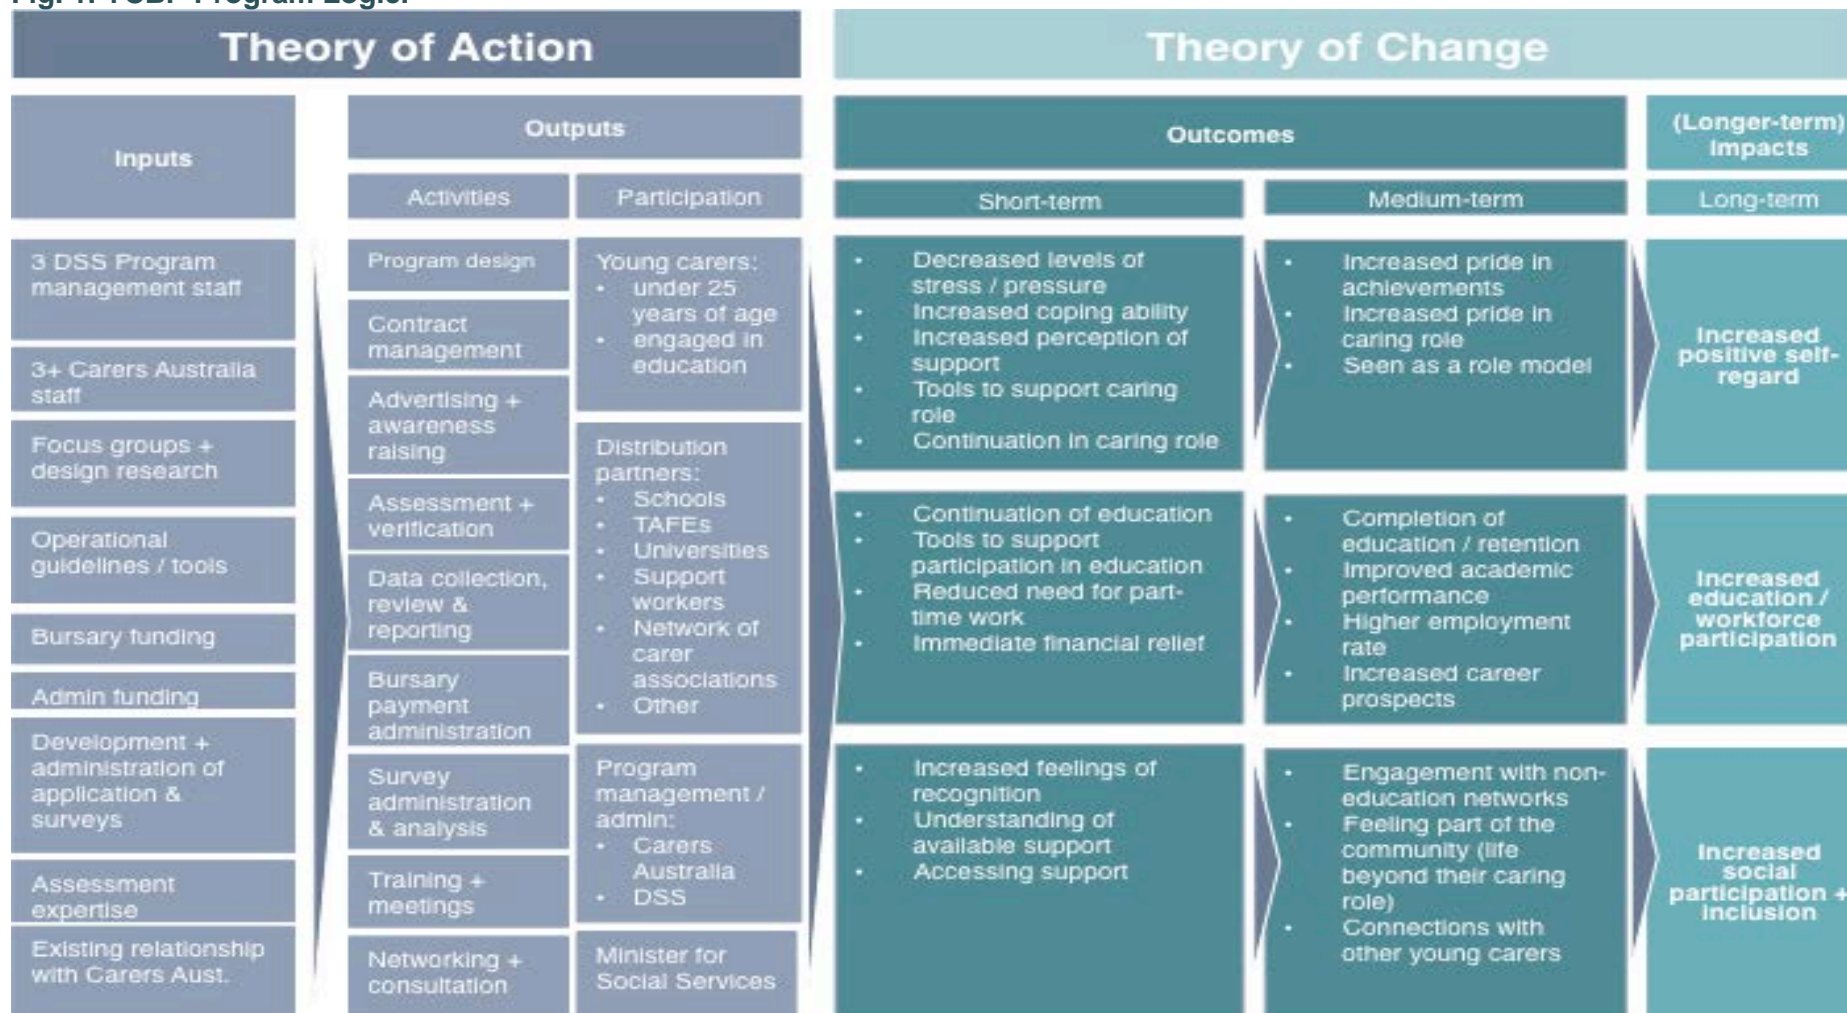 Fig. 1: YCBP Program Logic.
Theory of Action
Theory of Change
Inputs
Outputs
Outcomes
(Longer-term)
Impacts
Activities
Participation
Short-term
Medium-term
Long-term
3 DSS Program
management staff
3+ Carers Australia
staff
Focus groups +
design research
Operational
guidelines / tools
Bursary funding
Admin funding
Development +
administration of
application &
surveys
Assessment
expertise
Existing relationship
with Carers Aust.
Program design
Contract
management
Advertising +
awareness
raising
Assessment +
verification
Data collection,
review &
reporting
Bursary
payment
administration
Survey
administration
& analysis
Training +
meetings
Networking +
consultation
Young carers:
• under 25
years of age
• engaged in
education
Distribution
partners:
• Schools
• TAFEs
• Universities
• Support
workers
• Network of
carer
associations
• Other
Program
management /
admin:
• Carers
Australia
• DSS
Minister for
Social Services
• Decreased levels of
stress / pressure
• Increased coping ability
• Increased perception of
support
• Tools to support caring
role
• Continuation in caring role
• Increased pride in
achievements
• Increased pride in
caring role
• Seen as a role model
Increased
positive self-
regard
• Continuation of education
• Tools to support
participation in education
• Reduced need for part-
time work
• Immediate financial relief
• Completion of
education / retention
• Improved academic
performance
• Higher employment
rate
• Increased career
prospects
Increased
education /
workforce
participation
• Increased feelings of
recognition
• Understanding of
available support
• Accessing support
• Engagement with non-
education networks
• Feeling part of the
community (life
beyond their caring
role)
• Connections with
other young carers
Increased
social
participation +
inclusion